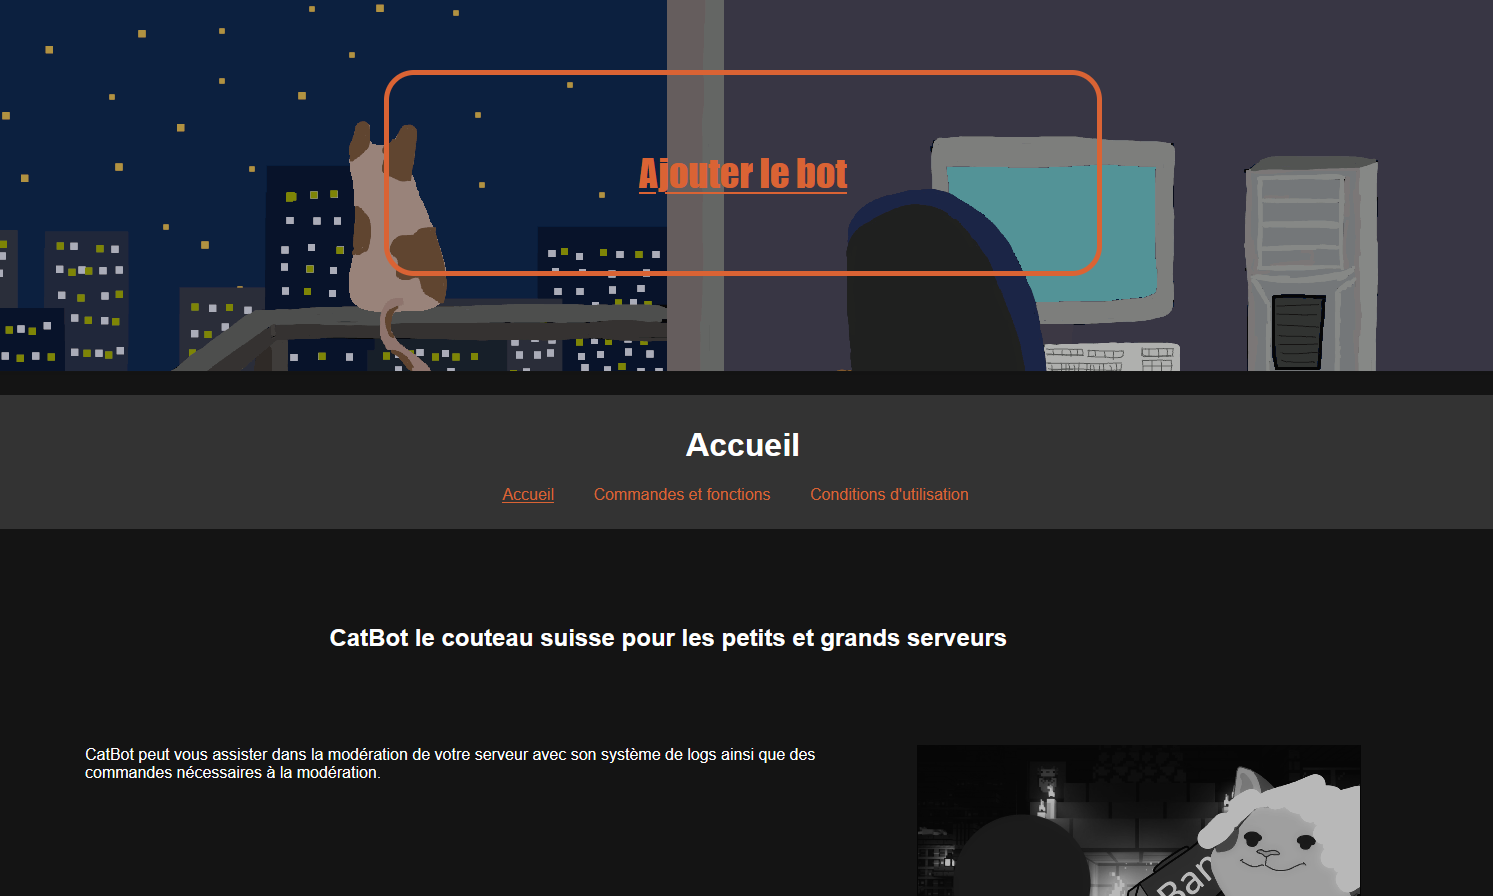 Ajouter le bot
Accueil
Accueil Commandes et fonctions Conditions d'utilisation
CatBot le couteau suisse pour les petits et grands serveurs
CatBot peut vous assister dans la modération de votre serveur avec son système de logs ainsi que des
commandes nécessaires à la modération.
Ban